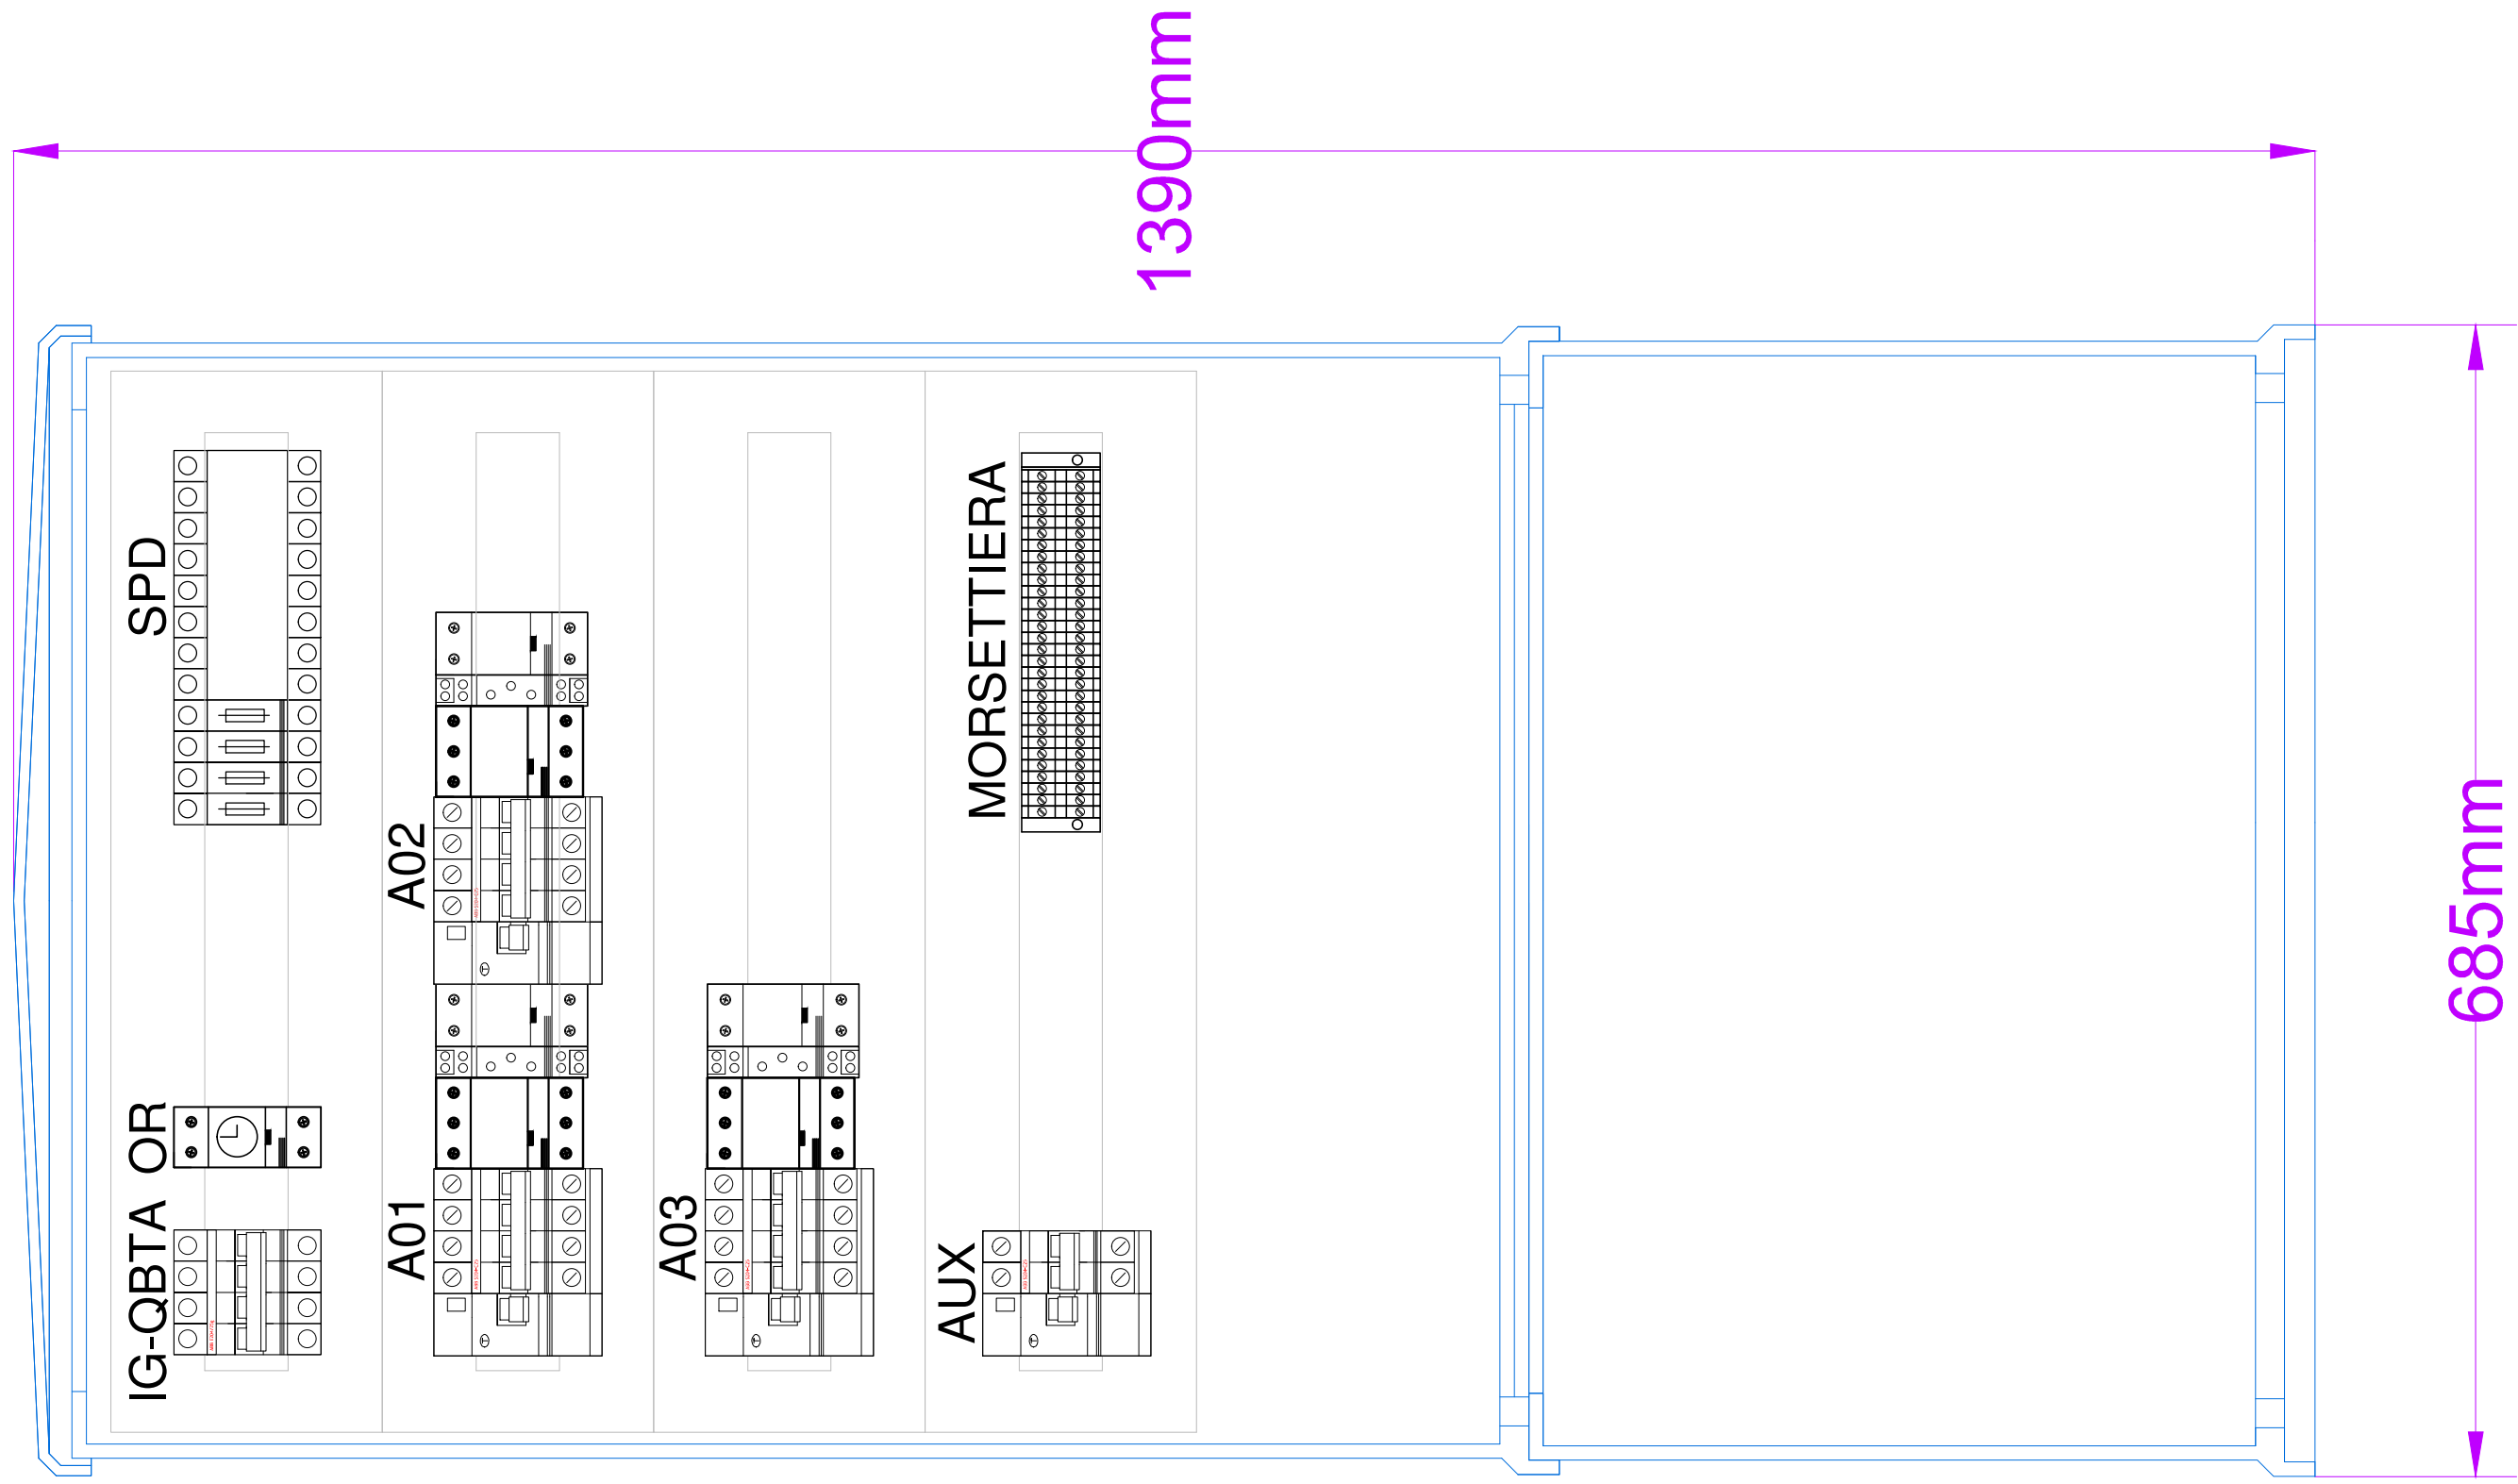 1390mm
685mm
SPD
OR
IG-QBTA
A02
A01
A03
MORSETTIERA
AUX